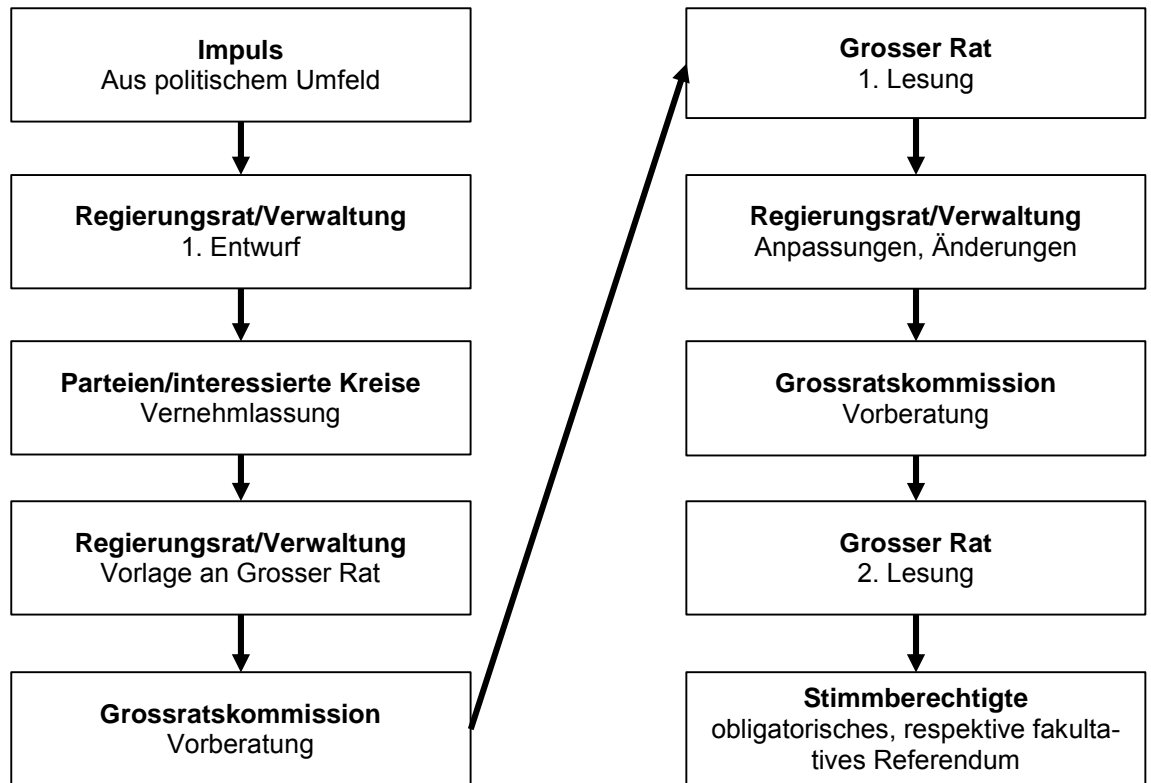 Impuls
Aus politischem Umfeld
Regierungsrat/Verwaltung
1. Entwurf
Parteien/interessierte Kreise
Vernehmlassung
Regierungsrat/Verwaltung
Vorlage an Grosser Rat
Grossratskommission
Vorberatung
Grosser Rat
1. Lesung
Regierungsrat/Verwaltung
Anpassungen, Änderungen
Grossratskommission
Vorberatung
Grosser Rat
2. Lesung
Stimmberechtigte
obligatorisches, respektive fakulta-
tives Referendum